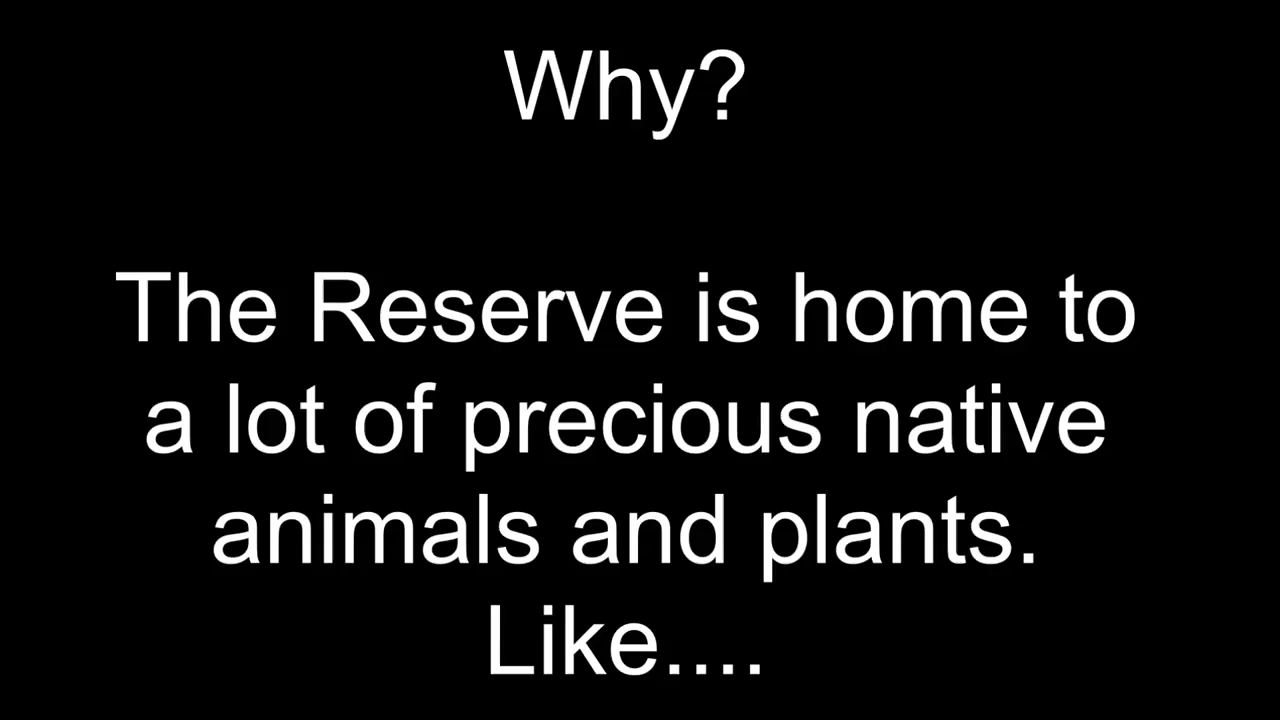 Why?
The Reserve is home to
a lot of precious native
animals and plants.
Like....